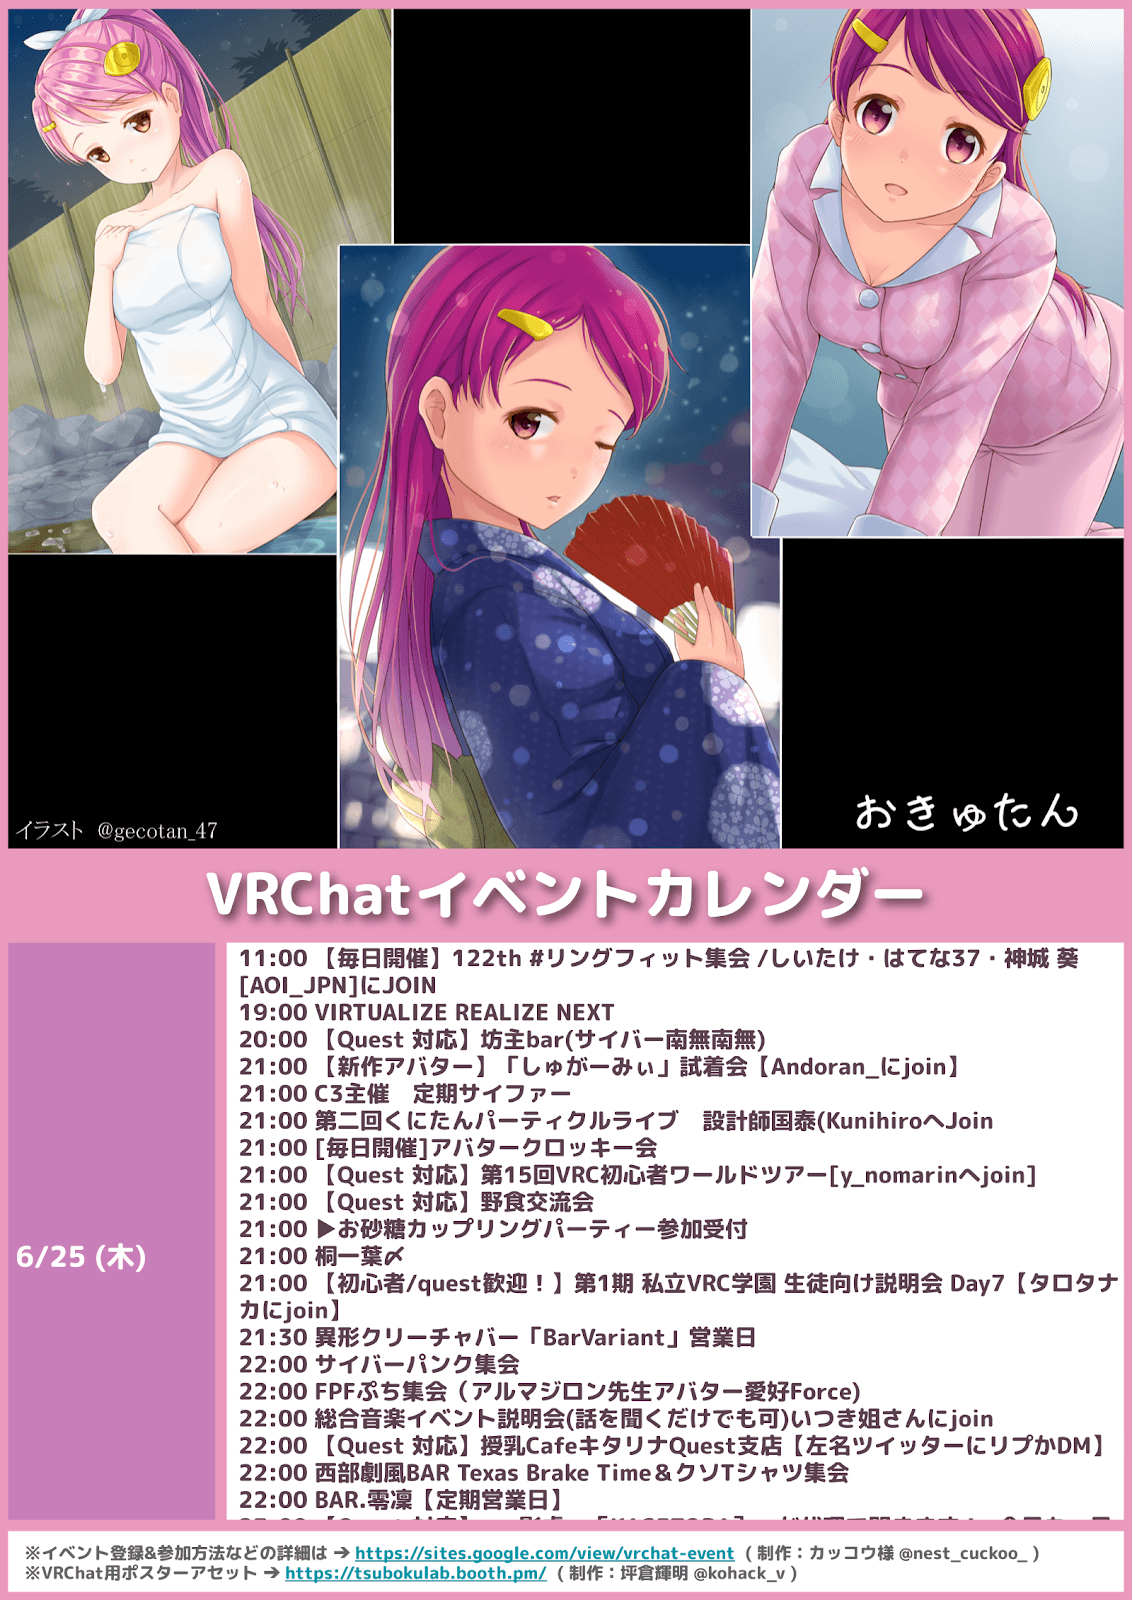 イラスト @gecotan_47
おきゅたん
VRChatイベントカレンダー
6/25 (木)
11:00 【毎日開催】122th #リングフィット集会 /しいたけ・はてな37・神城 葵
[AOI_JPN]にJOIN
19:00 VIRTUALIZE REALIZE NEXT
20:00 【Quest 対応】坊主bar(サイバー南無南無)
21:00 【新作アバター】「しゅがーみぃ」試着会【Andoran_にjoin】
21:00 C3主催　定期サイファー
21:00 第二回くにたんパーティクルライブ　設計師国泰(KunihiroへJoin
21:00 [毎日開催]アバタークロッキー会
21:00 【Quest 対応】第15回VRC初心者ワールドツアー[y_nomarinへjoin]
21:00 【Quest 対応】野食交流会
21:00 ▶お砂糖カップリングパーティー参加受付
21:00 桐一葉〆
21:00 【初心者/quest歓迎！】第1期 私立VRC学園 生徒向け説明会 Day7【タロタナ
カにjoin】
21:30 異形クリーチャバー「BarVariant」営業日
22:00 サイバーパンク集会
22:00 FPFぷち集会（アルマジロン先生アバター愛好Force)
22:00 総合音楽イベント説明会(話を聞くだけでも可)いつき姐さんにjoin
22:00 【Quest 対応】授乳CafeキタリナQuest支店【左名ツイッターにリプかDM】
22:00 西部劇風BAR Texas Brake Time＆クソTシャツ集会
22:00 BAR.零凜【定期営業日】
※イベント登録&参加方法などの詳細は ➔ https://sites.google.com/view/vrchat-event ( 制作：カッコウ様 @nest_cuckoo_ )
※VRChat用ポスターアセット ➔ https://tsubokulab.booth.pm/ ( 制作：坪倉輝明 @kohack_v )